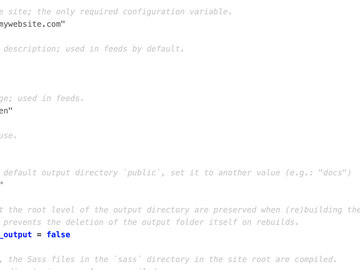 e site; the only required configuration variable.
mywebsite.com"
description; used in feeds by default.
ge; used in feeds.
en"
use.
default output directory `public`, set it to another value (e.g.: "docs")
"
t the root level of the output directory are preserved when (re)building the
prevents the deletion of the output folder itself on rebuilds.
_output = false
, the Sass files in the `sass` directory in the site root are compiled.